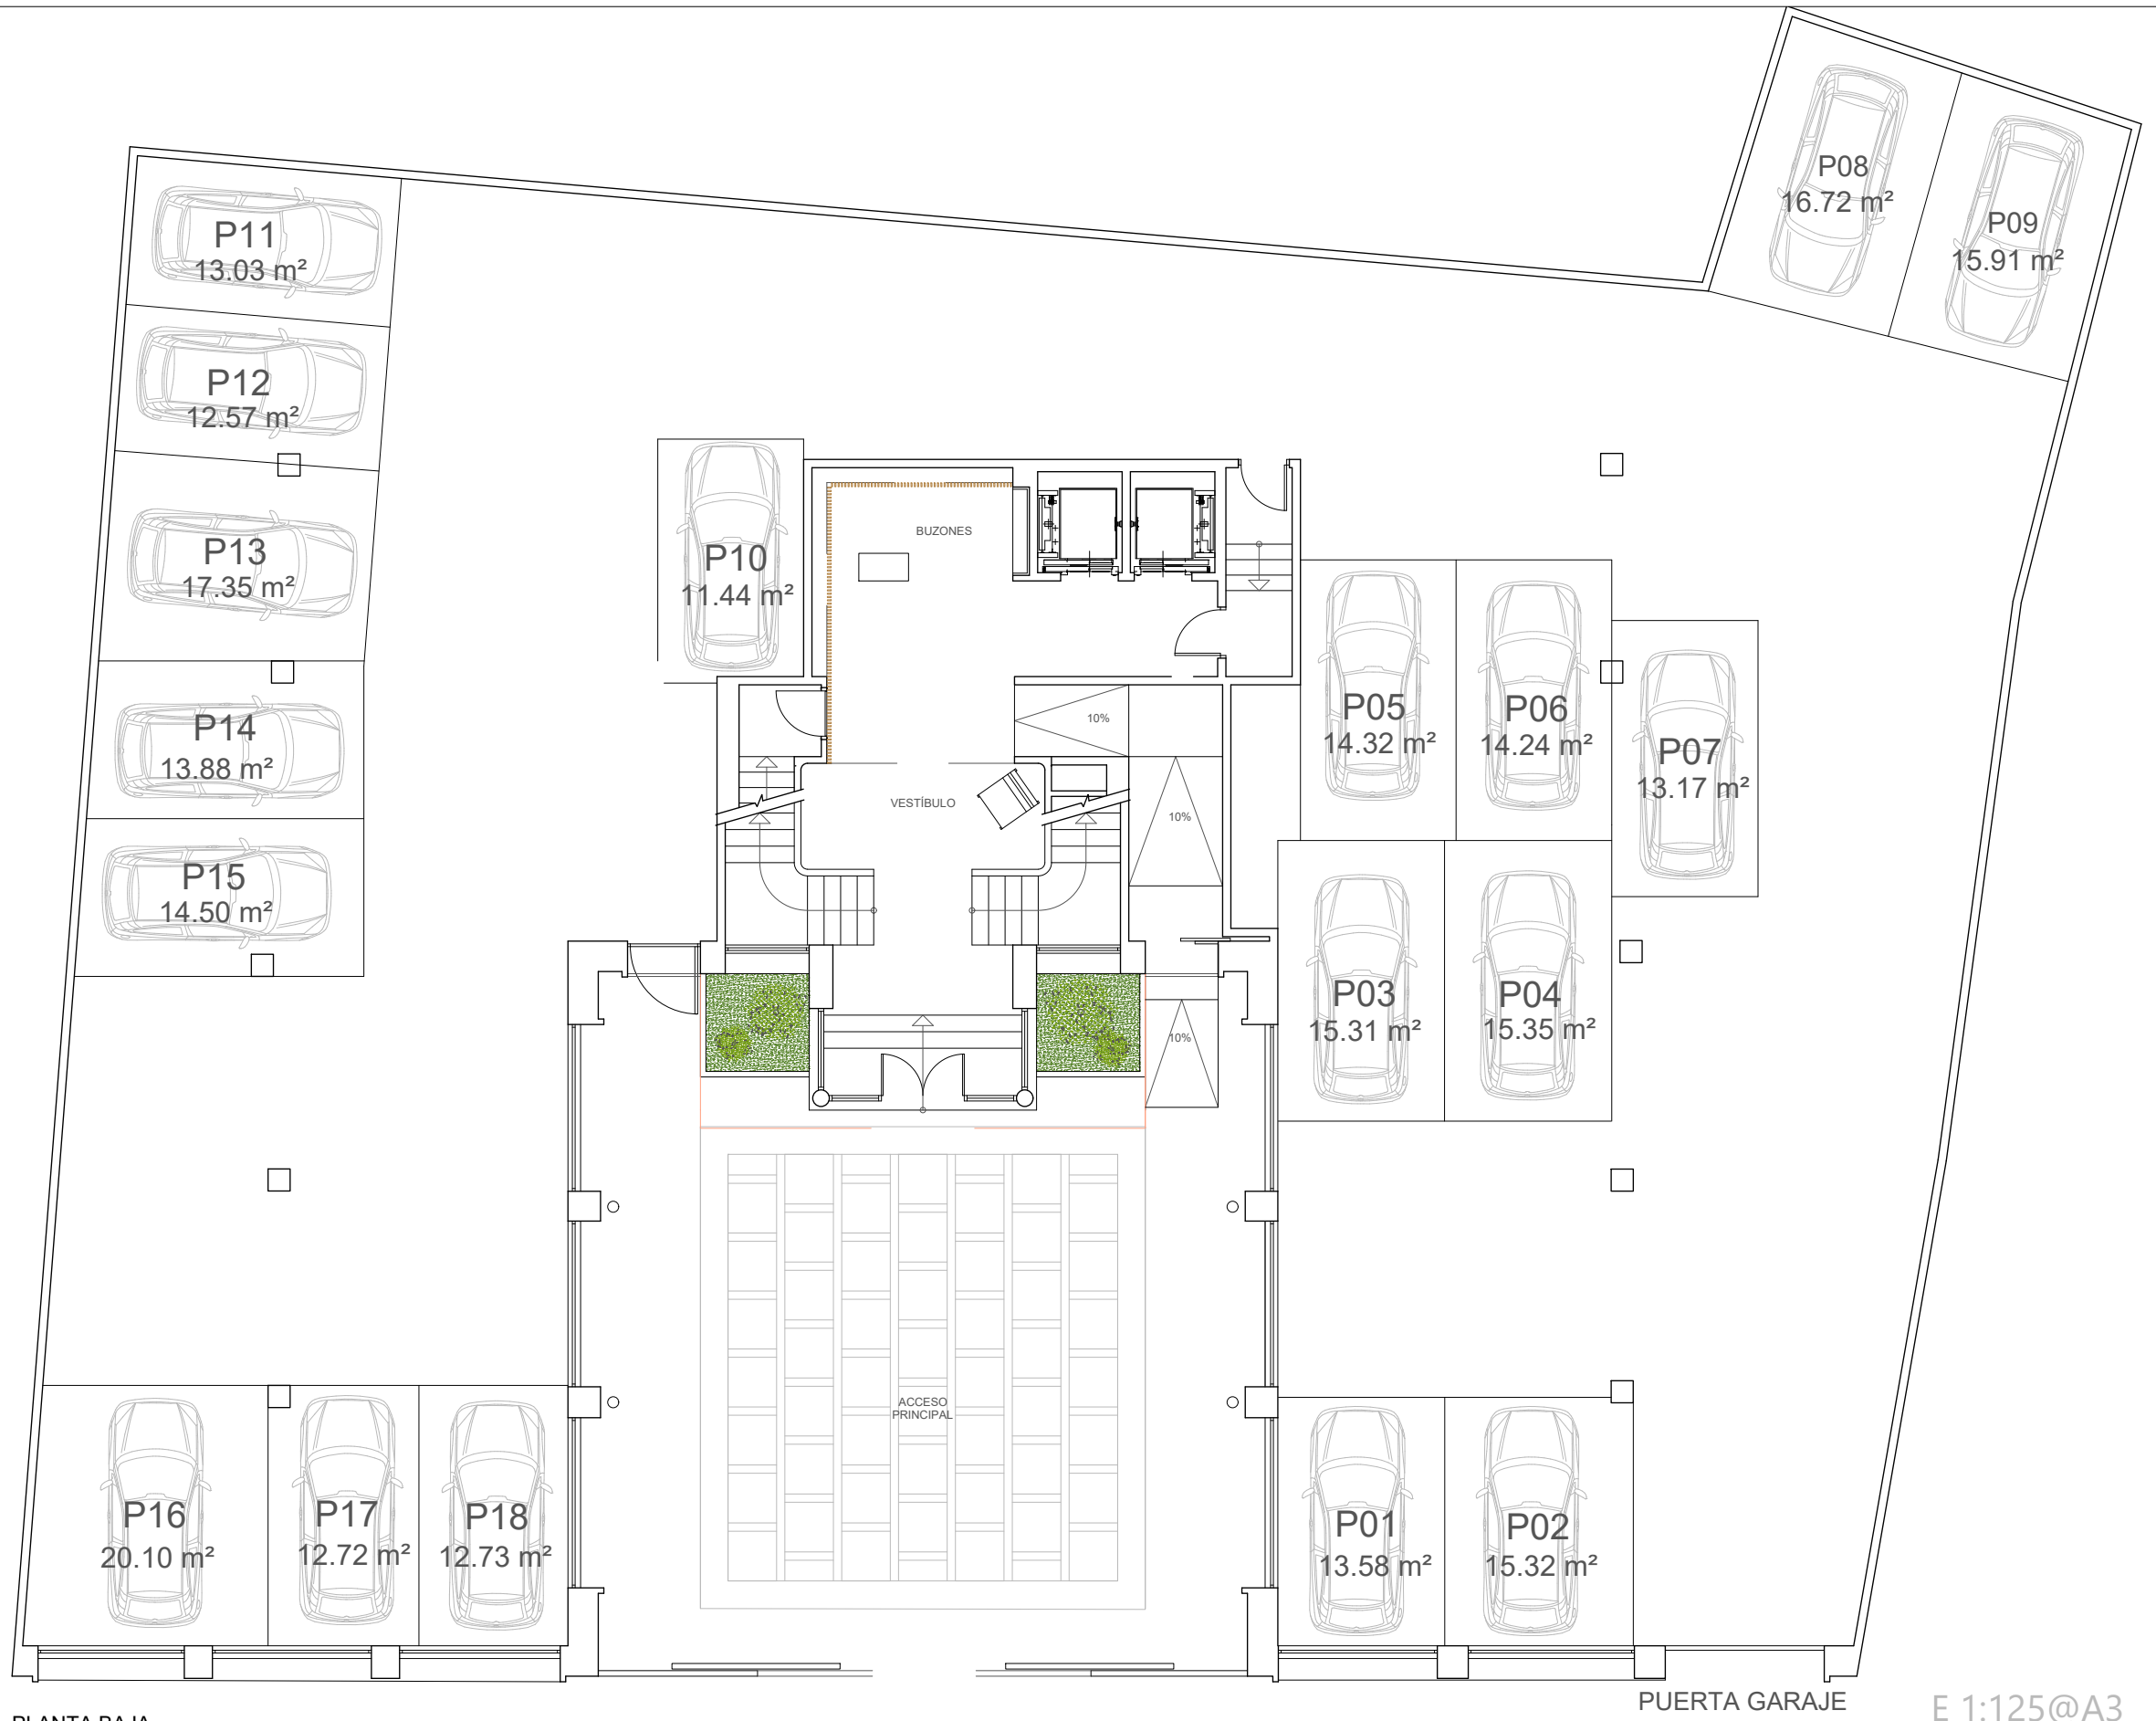 P08
16.72 m²
P09
15.91 m²
P11
13.03 m²
P12
12.57 m²
P13
17.35 m²
P14
13.88 m²
P15
14.50 m²
P10
11.44 m²
BUZONES
VESTÍBULO
10%
10%
10%
P05
14.32 m²
P06
14.24 m²
P07
13.17 m²
P03
15.31 m²
P04
15.35 m²
ACCESO
PRINCIPAL
P16
20.10 m²
P17
12.72 m²
P18
12.73 m²
P01
13.58 m²
P02
15.32 m²
PUERTA GARAJE
E 1:125@A3
PLANTA BAJA